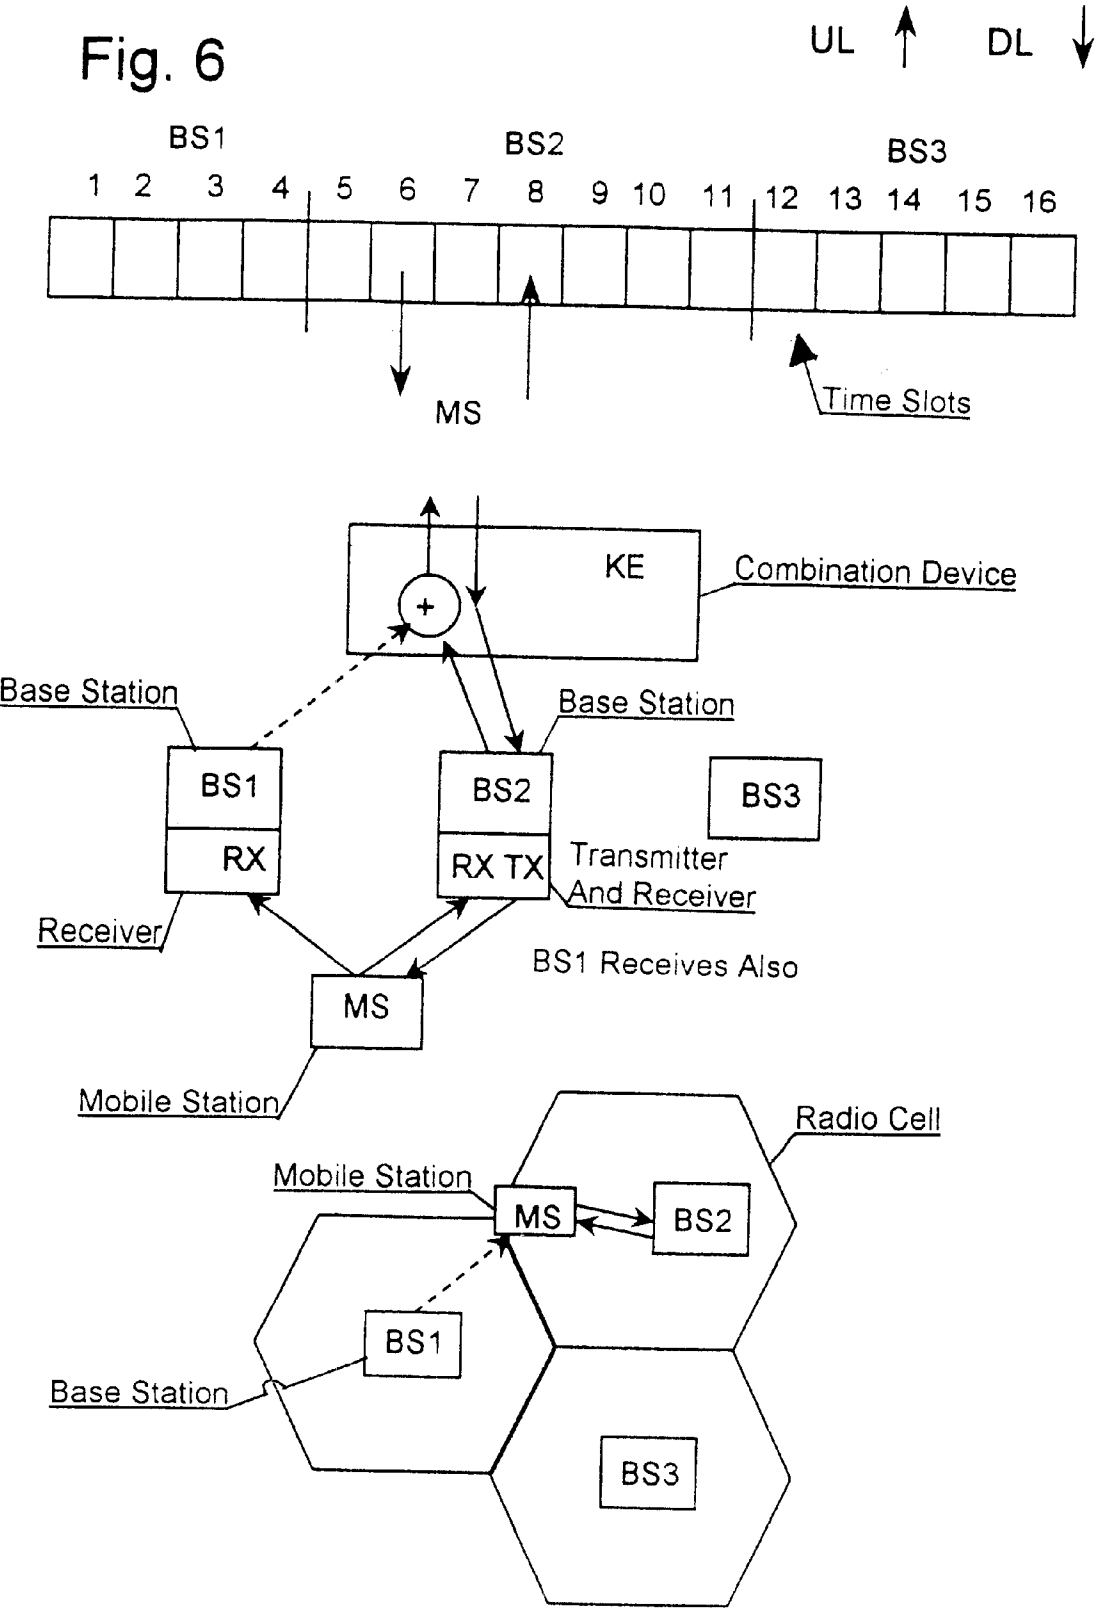 Fig. 6
UL DL
BS1 BS2 BS3
1 2 3 4 5 6 7 8 9 10 11 12 13 14 15 16
MS
Time Slots
KE
Combination Device
+
Base Station
Base Station
BS1
BS2
BS3
RX
RX TX
Transmitter
And Receiver
Receiver
BS1 Receives Also
MS
Mobile Station
Radio Cell
Mobile Station
MS
BS2
BS1
Base Station
BS3